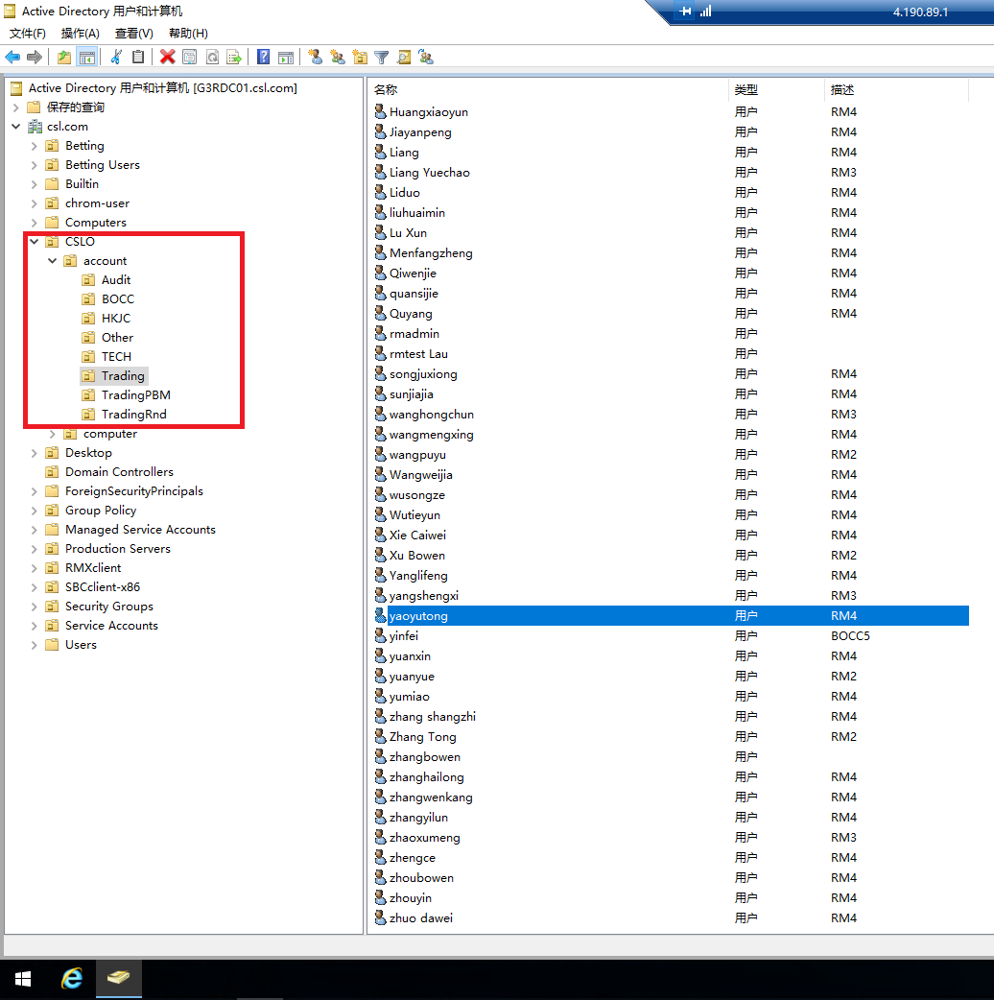 Active Directory 用户和计算机
4.190.89.1
文件(F) 操作(A) 查看(V) 帮助(H)
Active Directory 用户和计算机 [G3RDC01.csl.com]
保存的查询
csl.com
Betting
Betting Users
Builtin
chrom-user
Computers
CSLO
account
Audit
BOCC
HKJC
Other
TECH
Trading
TradingPBM
TradingRnd
computer
Desktop
Domain Controllers
ForeignSecurityPrincipals
Group Policy
Managed Service Accounts
Production Servers
RMXclient
SBCclient-x86
Security Groups
Service Accounts
Users
名称 类型 描述
Huangxiaoyun 用户 RM4
Jiayanpeng 用户 RM4
Liang 用户 RM4
Liang Yuechao 用户 RM3
Liduo 用户 RM4
liuhuaimin 用户 RM4
Lu Xun 用户 RM4
Menfangzheng 用户 RM4
Qiwenjie 用户 RM4
quansijie 用户 RM4
Quyang 用户 RM4
rmadmin 用户
rmtest Lau 用户
songjuxiong 用户 RM4
sunjiajia 用户 RM4
wanghongchun 用户 RM3
wangmengxing 用户 RM4
wangpuyu 用户 RM2
Wangweijia 用户 RM4
wusongze 用户 RM4
Wutieyun 用户 RM4
Xie Caiwei 用户 RM4
Xu Bowen 用户 RM2
Yanglifeng 用户 RM4
yangshengxi 用户 RM3
yaoyutong 用户 RM4
yinfei 用户 BOCC5
yuanxin 用户 RM4
yuanyue 用户 RM2
yumiao 用户 RM4
zhang shangzhi 用户 RM4
Zhang Tong 用户 RM2
zhangbowen 用户
zhanghailong 用户 RM4
zhangwenkang 用户 RM4
zhangyilun 用户 RM4
zhaoxumeng 用户 RM3
zhengce 用户 RM4
zhoubowen 用户 RM4
zhouyin 用户 RM4
zhuo dawei 用户 RM4